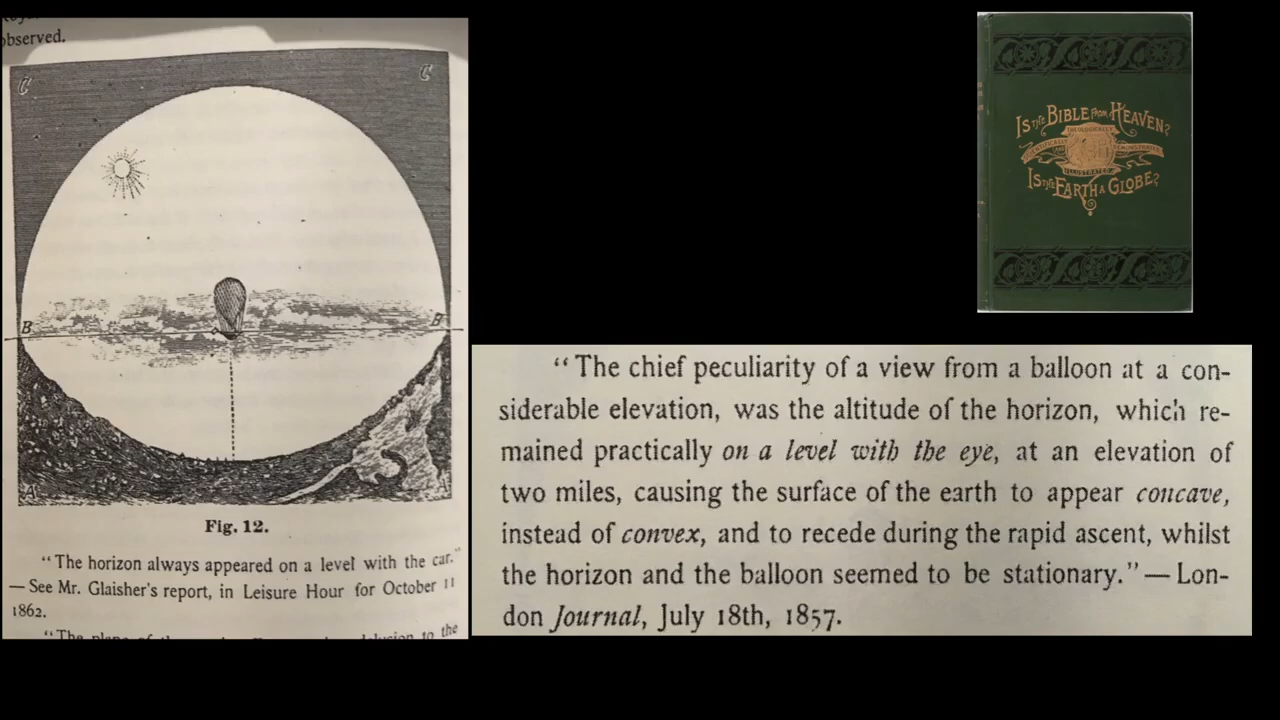 observed.
C
C
B
B
A
Fig. 12.
“The horizon always appeared on a level with the car.”
— See Mr. Glaisher's report, in Leisure Hour for October 11
1862.
IS THE BIBLE FROM HEAVEN?
ILLUSTRATED
IS THE EARTH A GLOBE?
“The chief peculiarity of a view from a balloon at a con-
siderable elevation, was the altitude of the horizon, which re-
mained practically on a level with the eye, at an elevation of
two miles, causing the surface of the earth to appear concave,
instead of convex, and to recede during the rapid ascent, whilst
the horizon and the balloon seemed to be stationary.”—Lon-
don Journal, July 18th, 1857.